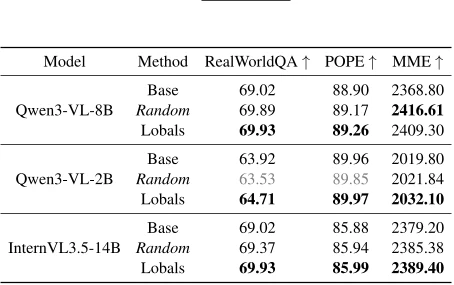 Model Method RealWorldQA ↑ POPE ↑ MME ↑
Base 69.02 88.90 2368.80
Qwen3-VL-8B Random 69.89 89.17 2416.61
Lobals 69.93 89.26 2409.30
Base 63.92 89.96 2019.80
Qwen3-VL-2B Random 63.53 89.85 2021.84
Lobals 64.71 89.97 2032.10
Base 69.02 85.88 2379.20
InternVL3.5-14B Random 69.37 85.94 2385.38
Lobals 69.93 85.99 2389.40